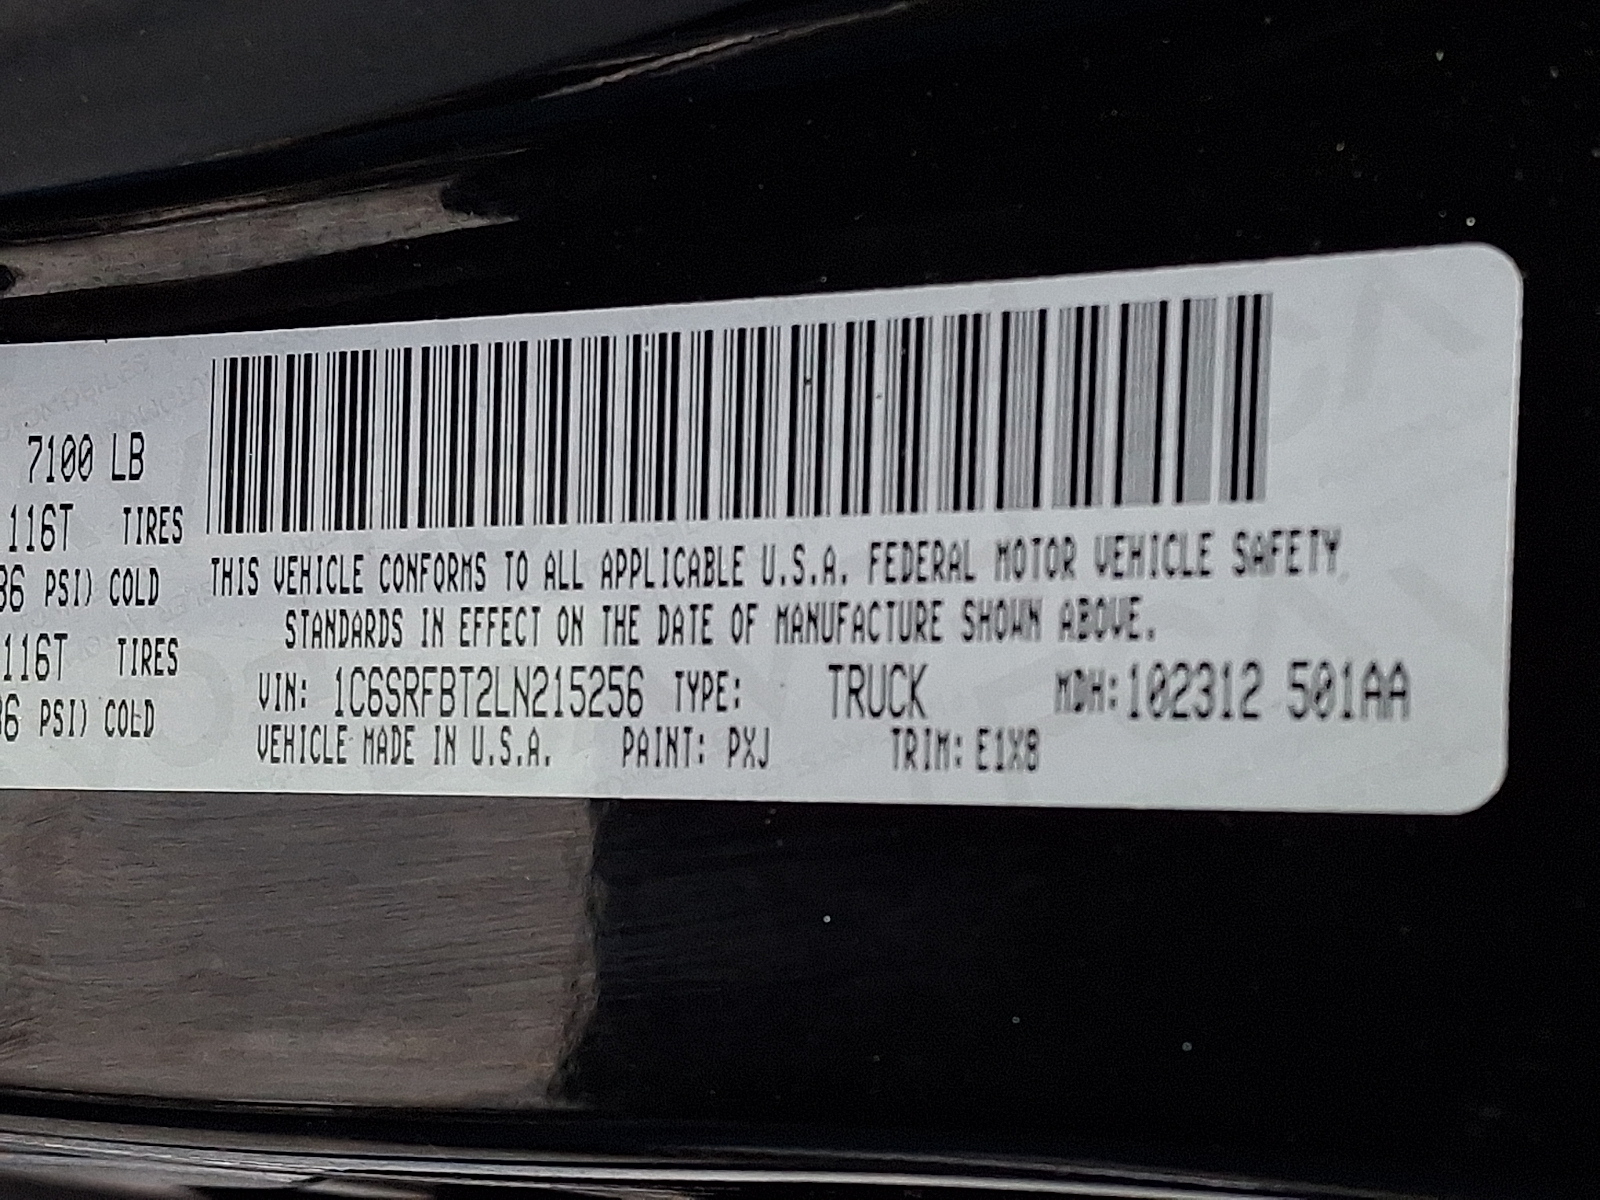 7100 LB
116T TIRES
36 PSI) COLD
116T TIRES
36 PSI) COLD
THIS VEHICLE CONFORMS TO ALL APPLICABLE U.S.A. FEDERAL MOTOR VEHICLE SAFETY
STANDARDS IN EFFECT ON THE DATE OF MANUFACTURE SHOWN ABOVE.
VIN: 1C6SRFBT2LN215256 TYPE: TRUCK MDH:102312 501AA
VEHICLE MADE IN U.S.A. PAINT: PXJ TRIM: E1X8